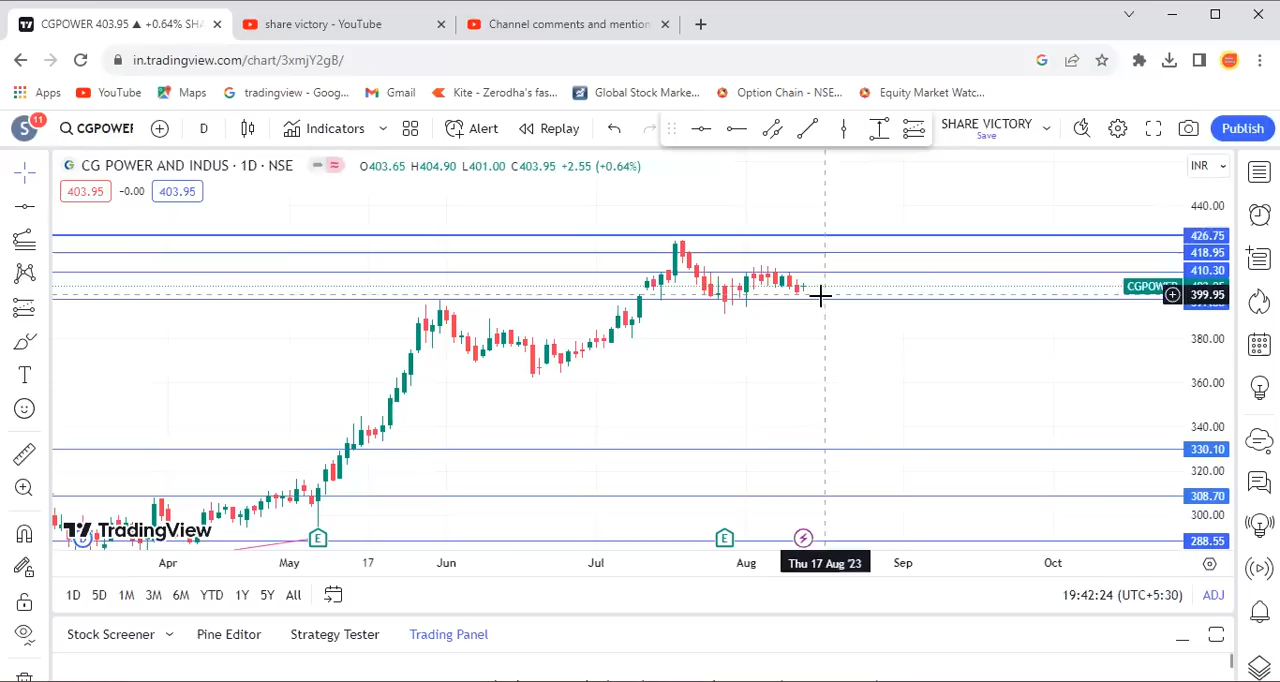 CGPOWER 403.95 ▲ +0.64% SHA
share victory - YouTube
Channel comments and mention
in.tradingview.com/chart/3xmjY2gB/
Apps
YouTube
Maps
tradingview - Goog...
Gmail
Kite - Zerodha's fas...
Global Stock Marke...
Option Chain - NSE...
Equity Market Watc...
S
11
CGPOWER
D
Indicators
Alert
Replay
SHARE VICTORY
Save
Publish
CG POWER AND INDUS · 1D · NSE
O403.65 H404.90 L401.00 C403.95 +2.55 (+0.64%)
INR
403.95
-0.00
403.95
440.00
426.75
418.95
410.30
CGPOWER
399.95
380.00
360.00
340.00
330.10
320.00
308.70
300.00
288.55
TradingView
E
E
Apr
May
17
Jun
Jul
Aug
Thu 17 Aug '23
Sep
Oct
1D 5D 1M 3M 6M YTD 1Y 5Y All
19:42:24 (UTC+5:30)
ADJ
Stock Screener
Pine Editor
Strategy Tester
Trading Panel